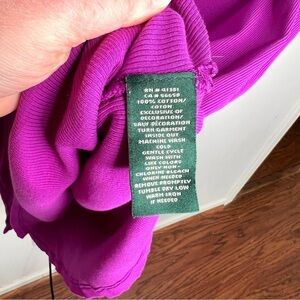 RN # 41381
CA # 56650
100% COTTON/
COTON
EXCLUSIVE OF
DECORATION/
SAUF DÉCORATION
TURN GARMENT
INSIDE OUT
MACHINE WASH
COLD
GENTLE CYCLE
WASH WITH
LIKE COLORS
ONLY NON-
CHLORINE BLEACH
WHEN NEEDED
REMOVE PROMPTLY
TUMBLE DRY LOW
WARM IRON
IF NEEDED